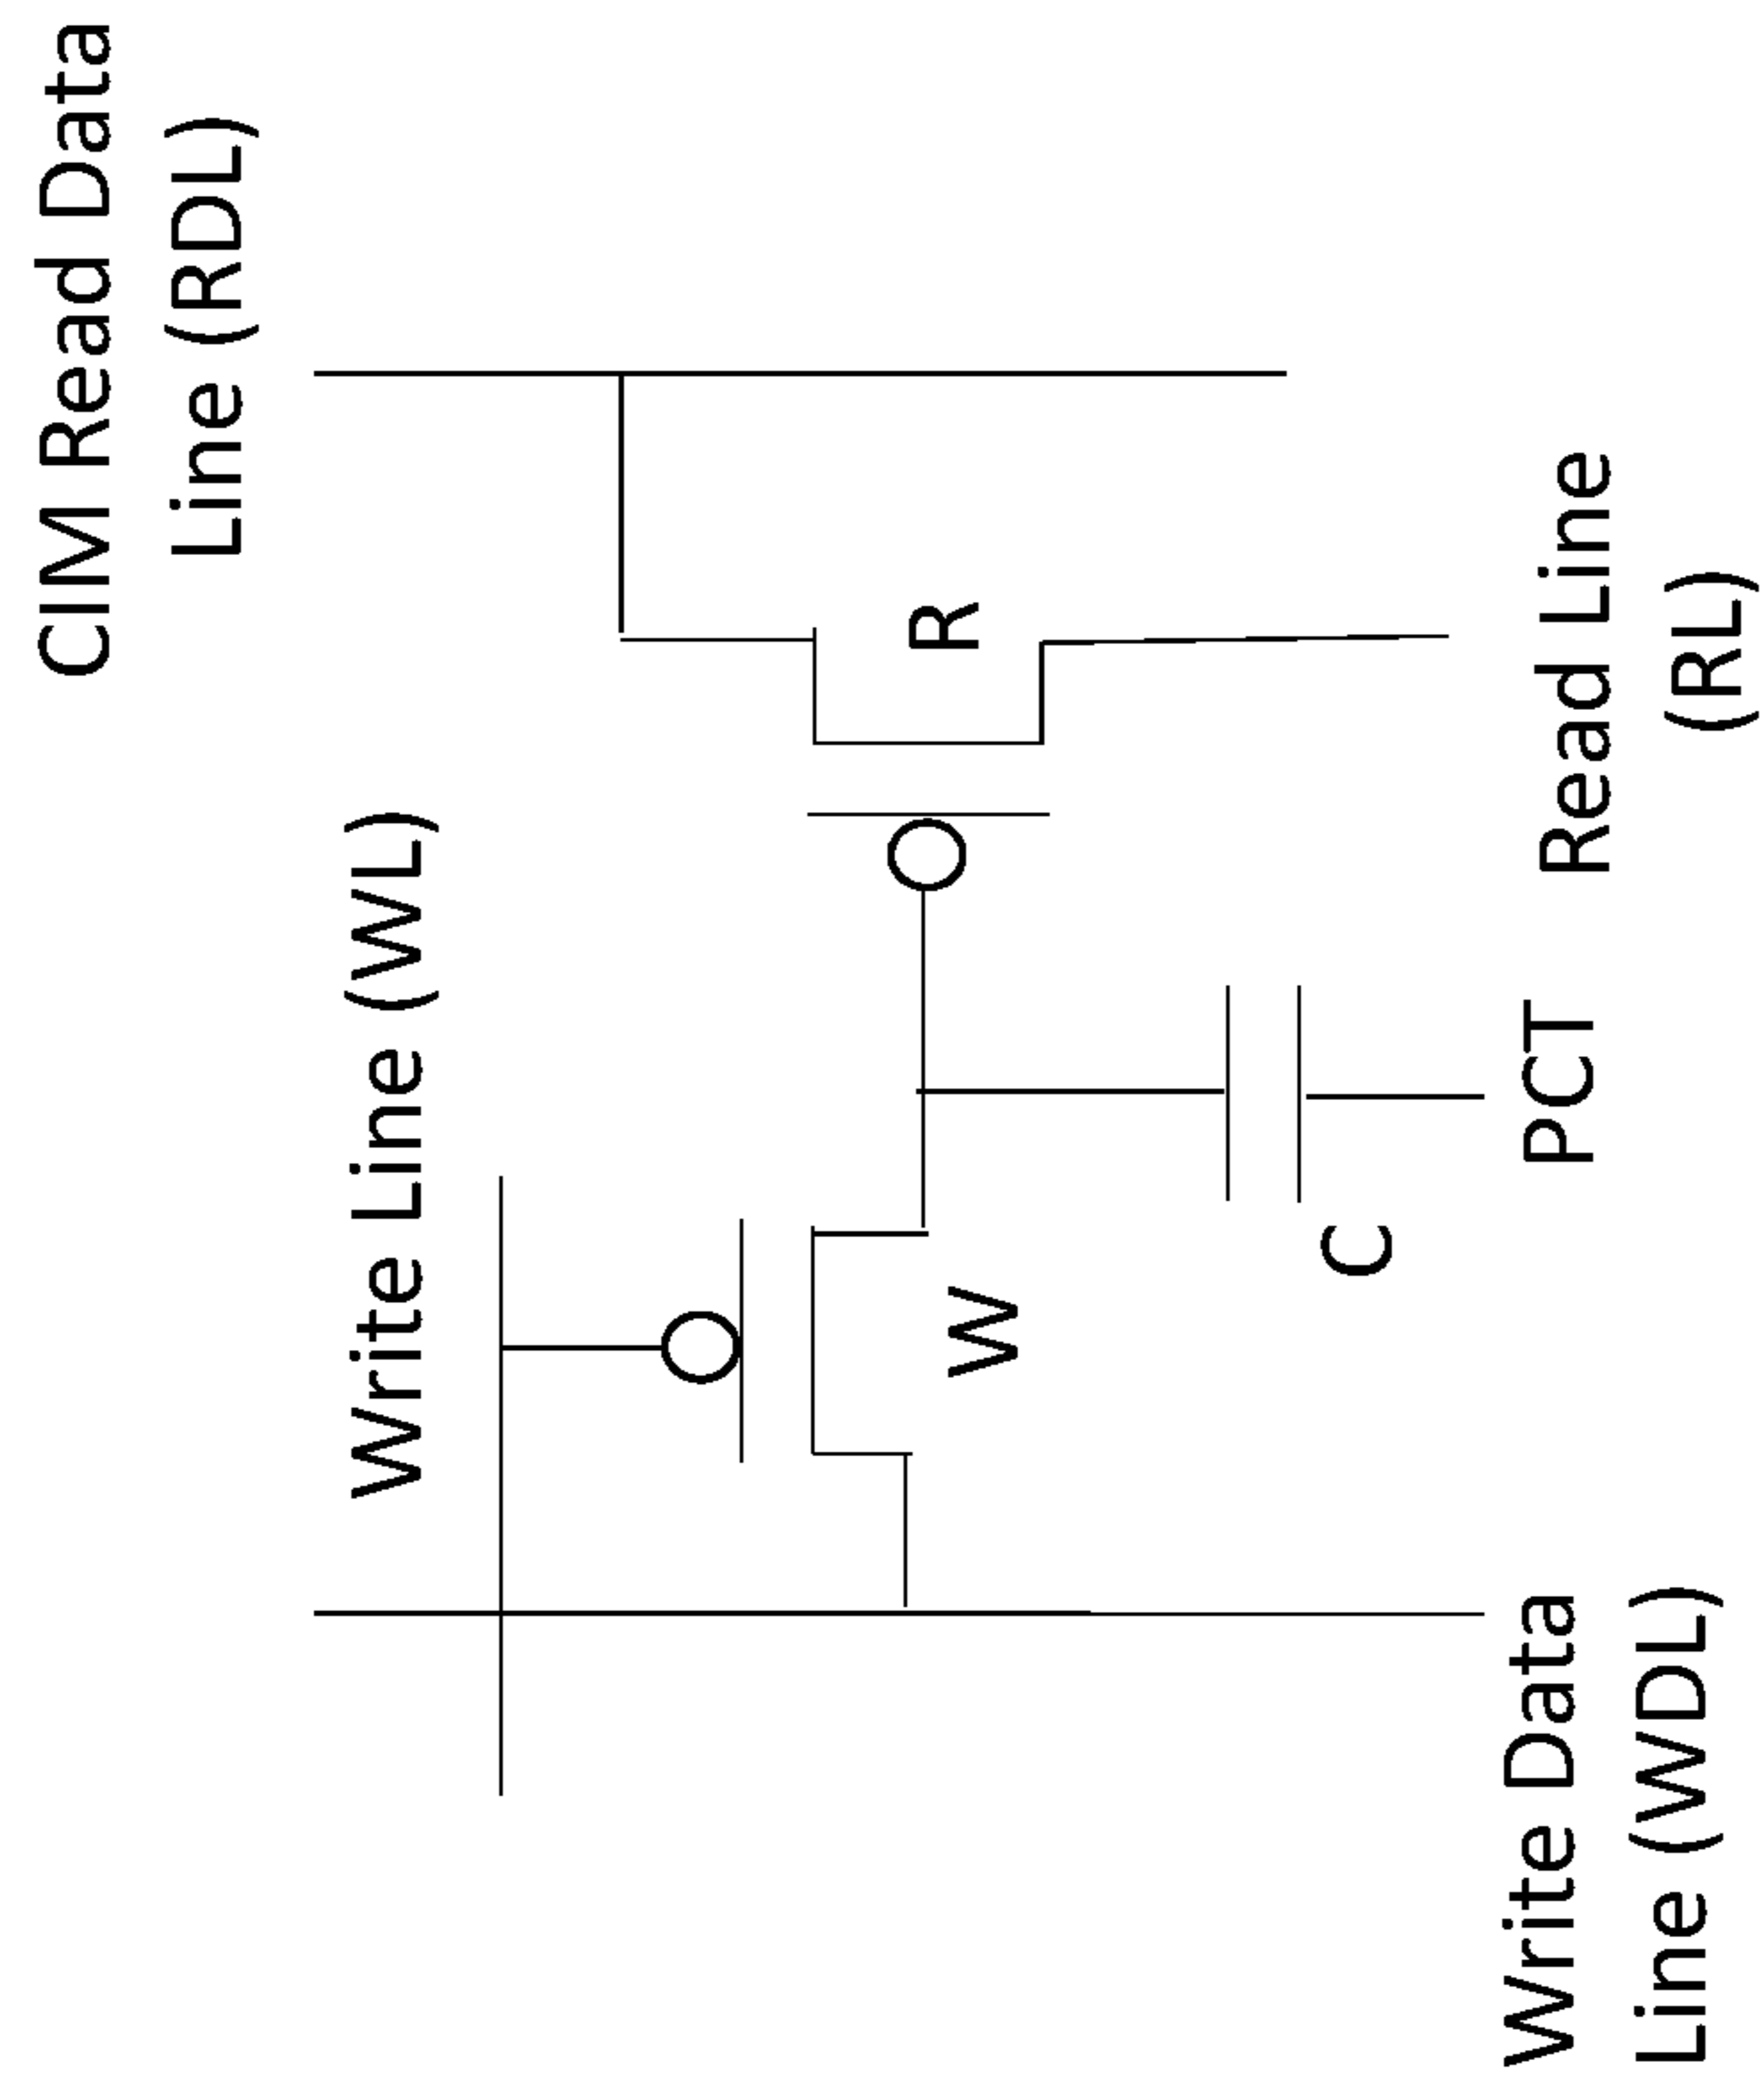 CIM Read Data
Line (RDL)
Write Line (WL)
R
W
C
PCT
Read Line
(RL)
Write Data
Line (WDL)